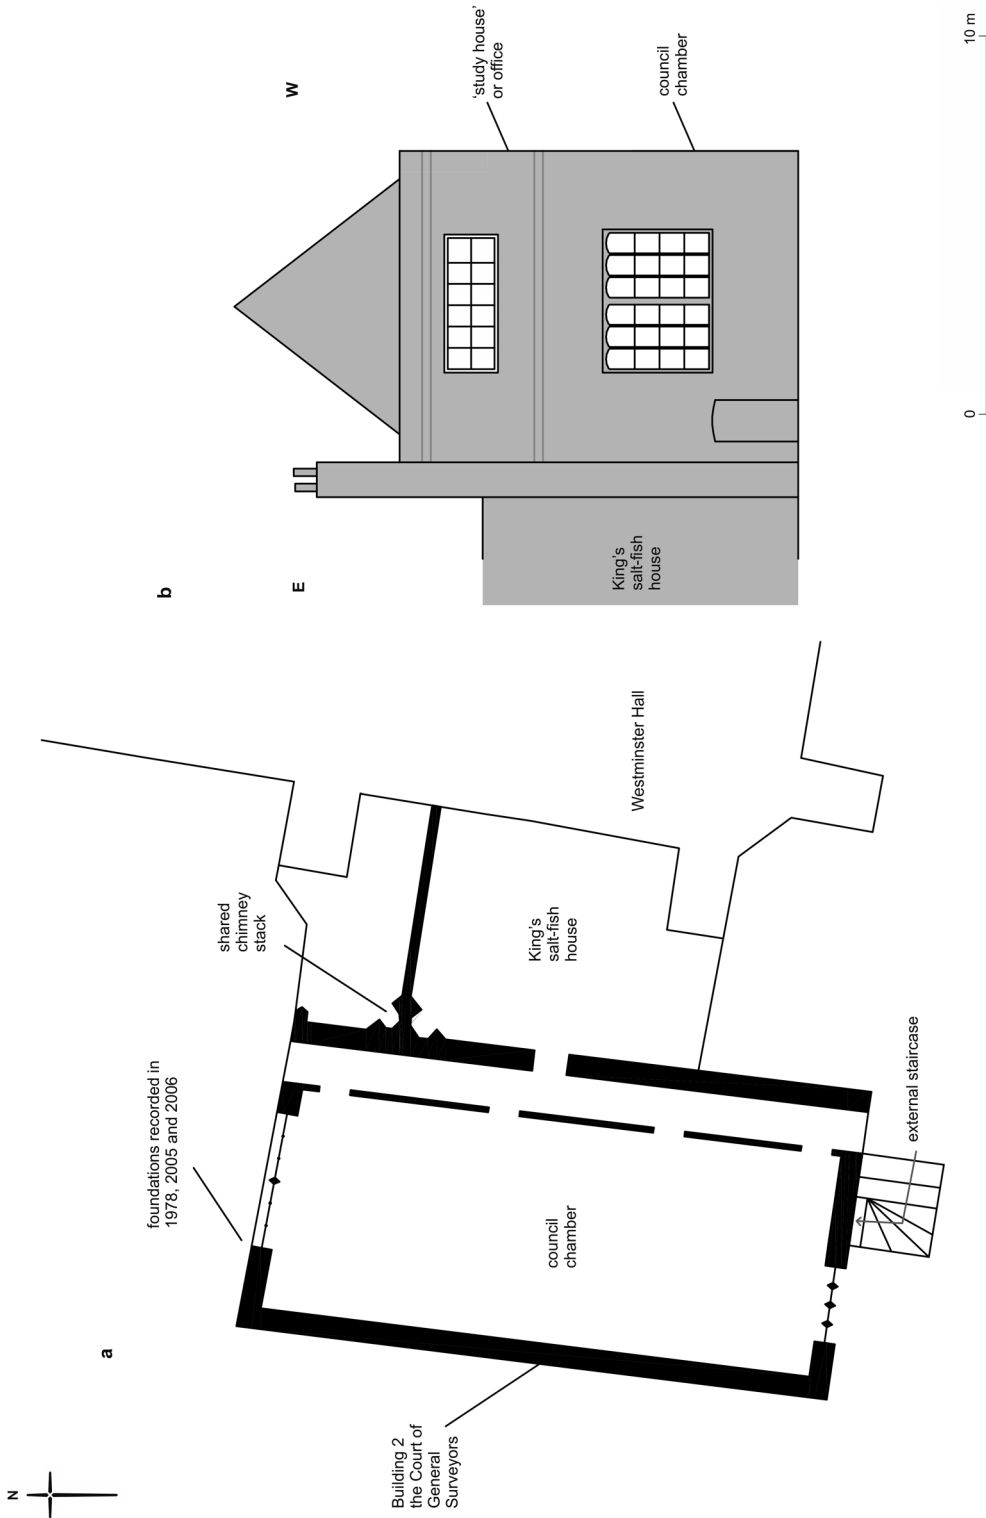 a
N
foundations recorded in
1978, 2005 and 2006
shared
chimney
stack
Building 2
the Court of
General
Surveyors
council
chamber
King's
salt-fish
house
Westminster Hall
external staircase
b
E
W
'study house'
or office
council
chamber
King's
salt-fish
house
0
10 m